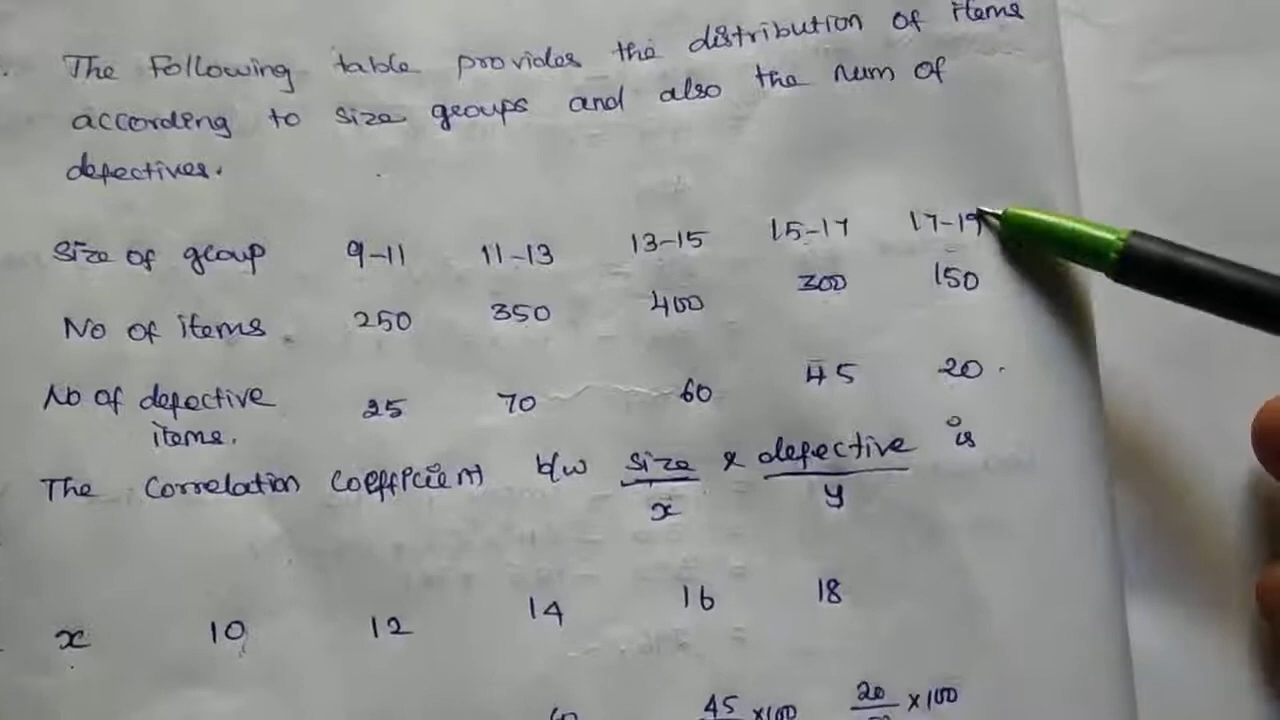 The Following table provides the distribution of items
according to size groups and also the num of
defectives.
Size of group 9-11 11-13 13-15 15-17 17-19
No of items 250 350 400 300 150
No of defective items. 25 70 60 45 20.
The Correlation Coefficient b/w size & defective is
x y
x 10 12 14 16 18
45 ×100 20 ×100